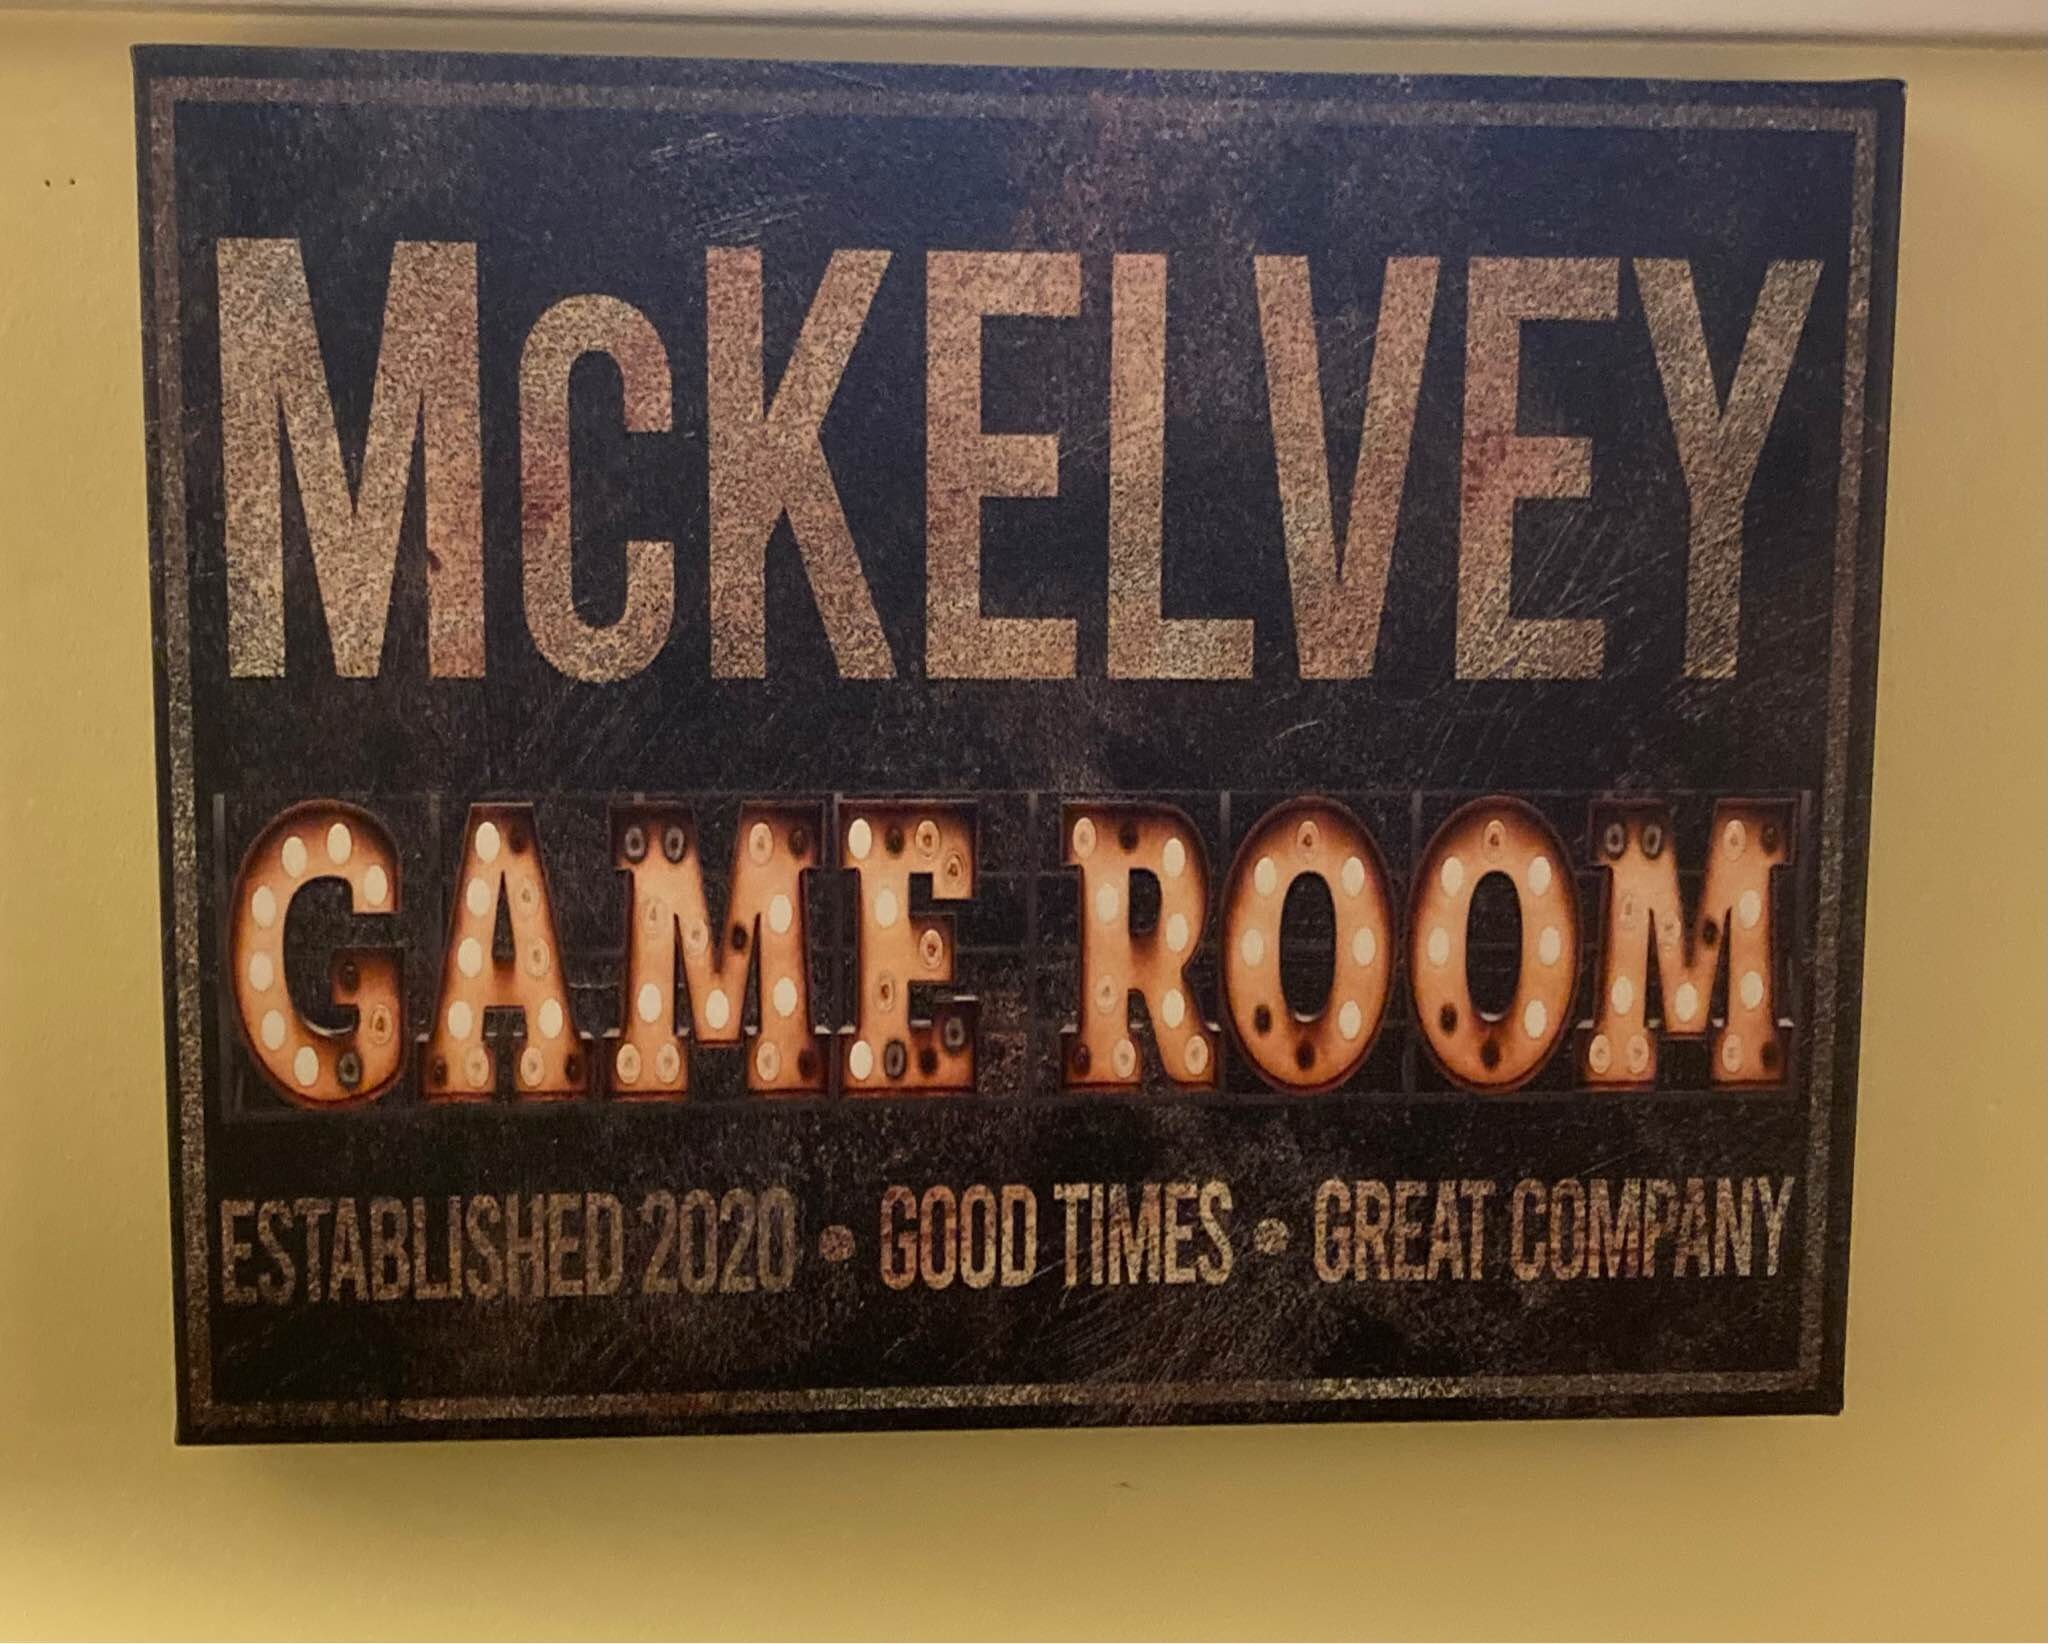 McKELVEY
GAME ROOM
ESTABLISHED 2020 • GOOD TIMES • GREAT COMPANY